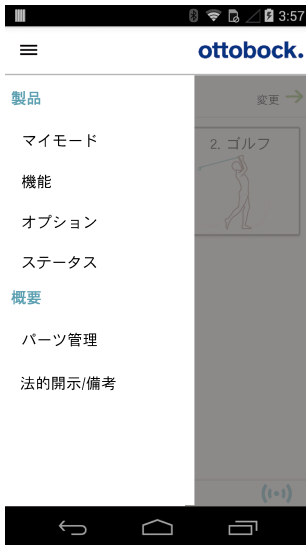 3:57
ottobock.
製品
変更
マイモード
2. ゴルフ
機能
オプション
ステータス
概要
パーツ管理
法的開示/備考